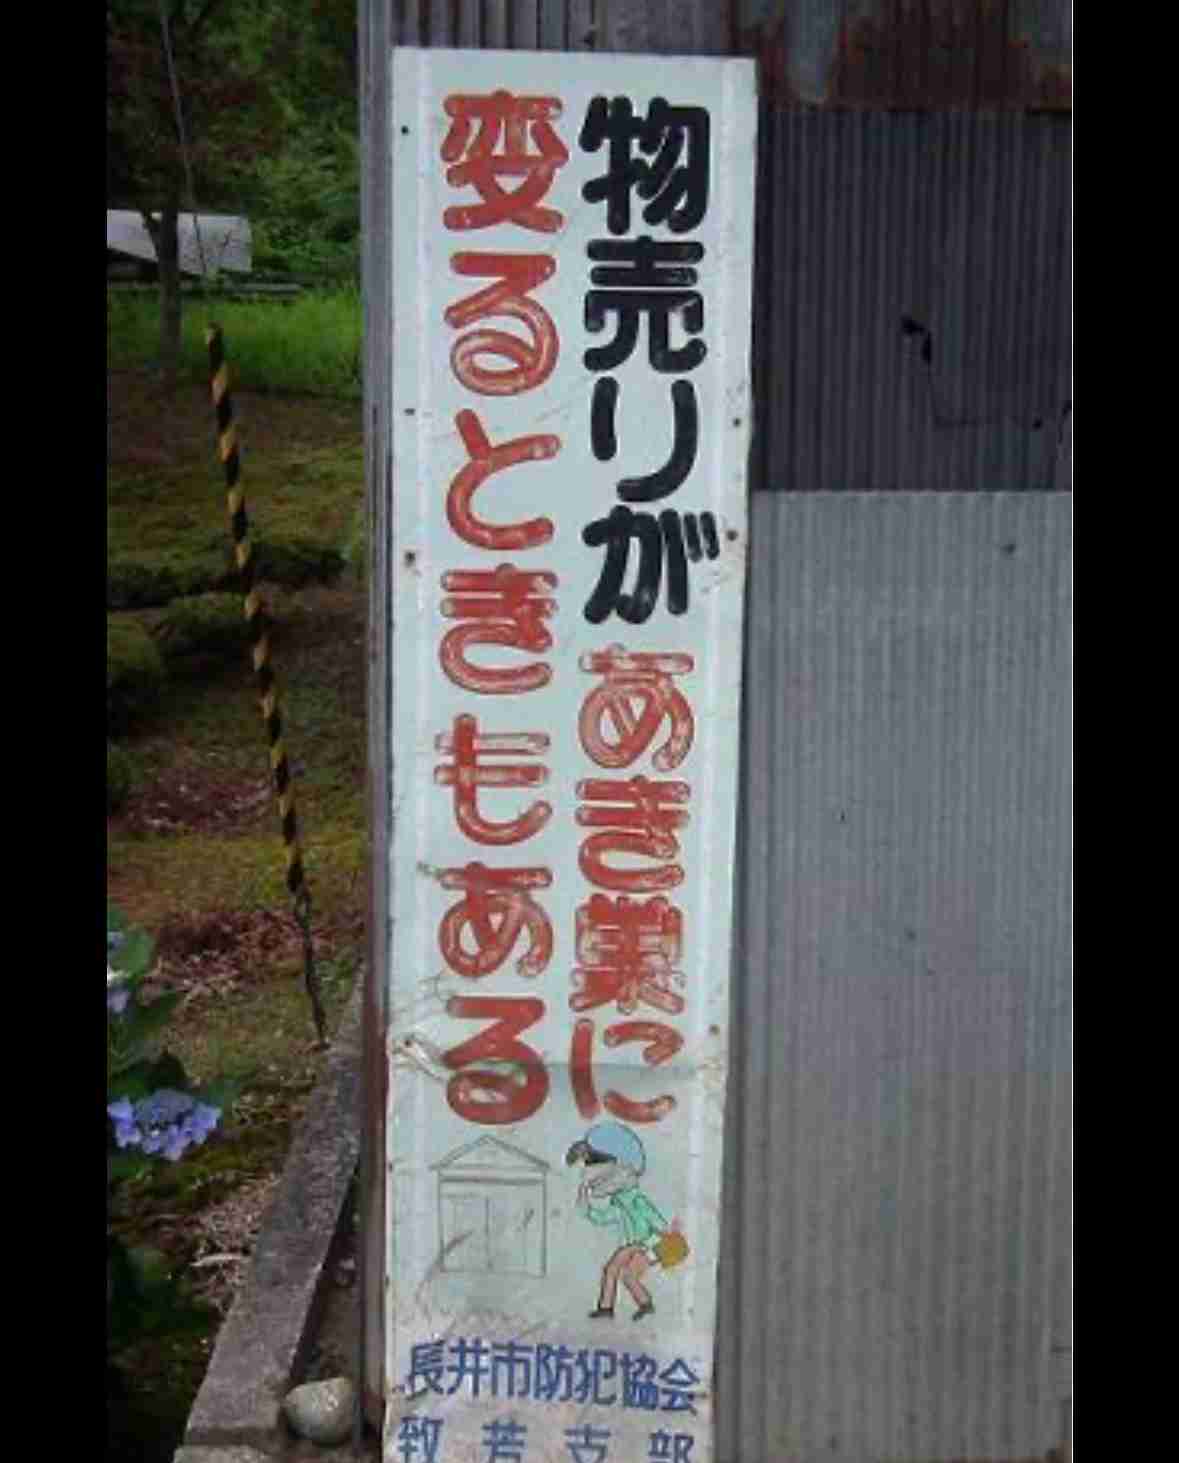 物売りがあき巣に
変るときもある
長井市防犯協会
致芳支部